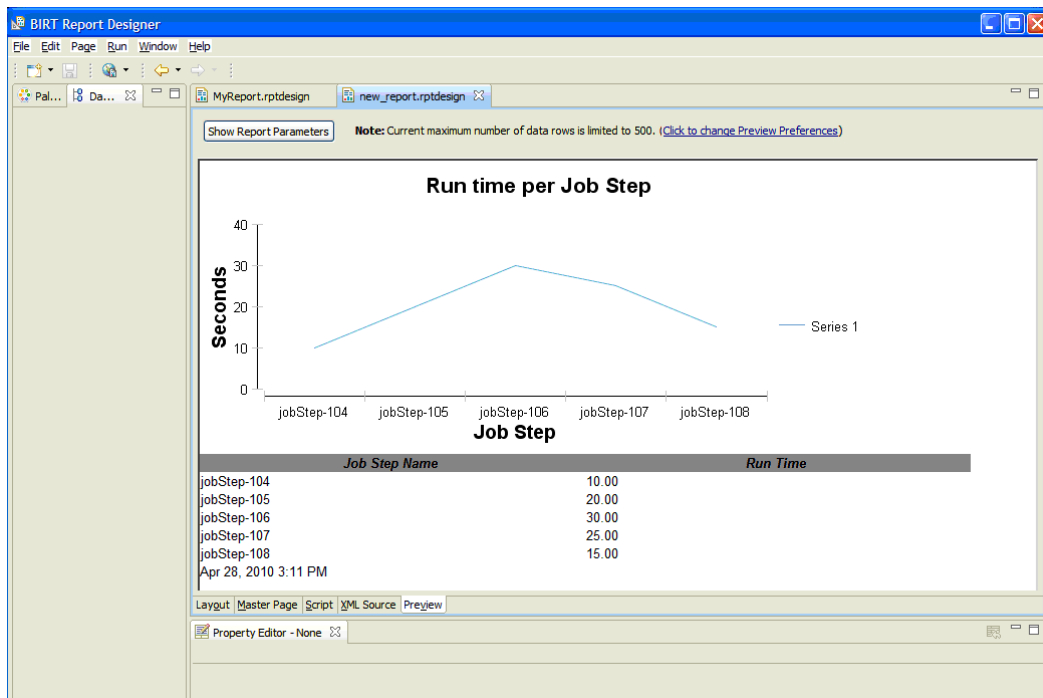 BIRT Report Designer
File Edit Page Run Window Help
Pal... Da... MyReport.rptdesign new_report.rptdesign
Show Report Parameters Note: Current maximum number of data rows is limited to 500. (Click to change Preview Preferences)
Run time per Job Step
40
30
20
10
0
Seconds
Series 1
jobStep-104 jobStep-105 jobStep-106 jobStep-107 jobStep-108
Job Step
Job Step Name Run Time
jobStep-104 10.00
jobStep-105 20.00
jobStep-106 30.00
jobStep-107 25.00
jobStep-108 15.00
Apr 28, 2010 3:11 PM
Layout Master Page Script XML Source Preview
Property Editor - None